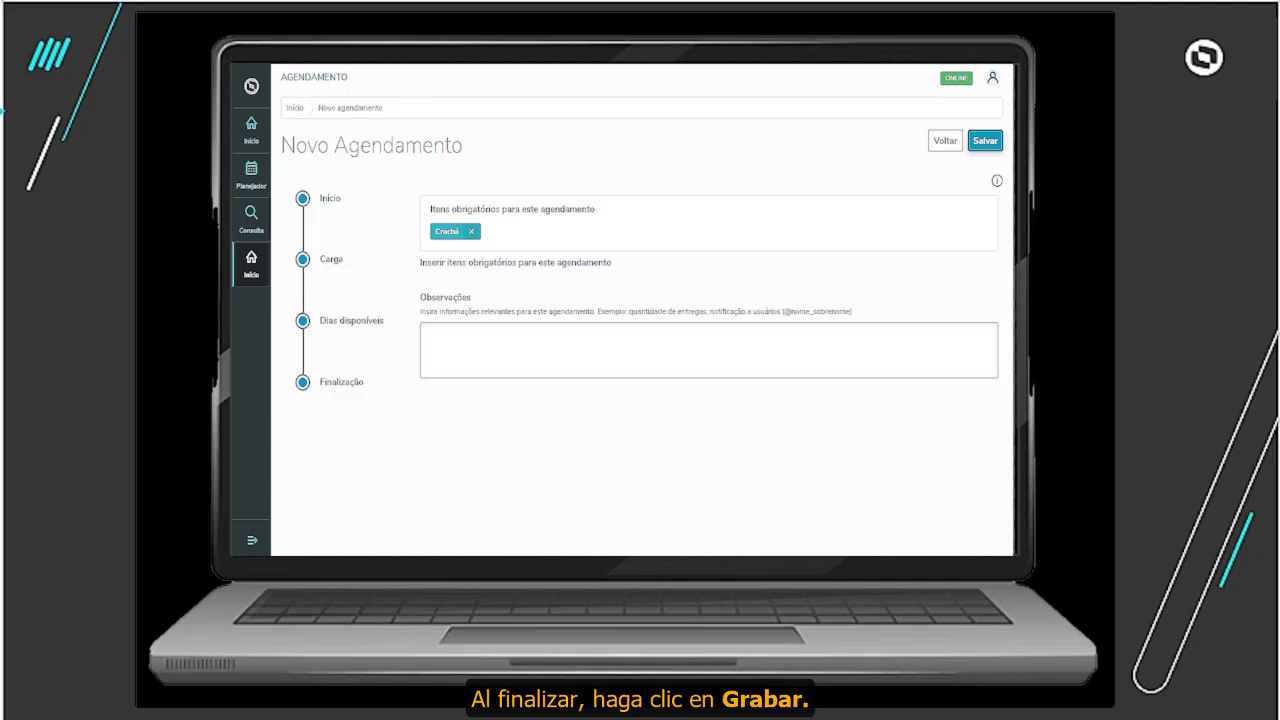 AGENDAMENTO
ONLINE
Início
Novo agendamento
Novo Agendamento
Voltar
Salvar
Início
Planejador
Consulta
Início
Início
Carga
Dias disponíveis
Finalização
Itens obrigatórios para este agendamento
Crachá ×
Inserir itens obrigatórios para este agendamento
Observações
Insira informações relevantes para este agendamento. Exemplo: quantidade de entregas; notificação a usuários (@nome_sobrenome)
Al finalizar, haga clic en Grabar.